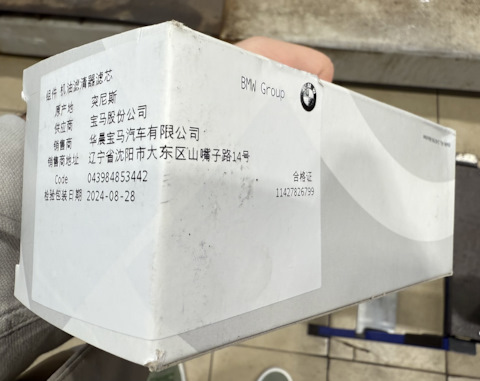 组件 机油滤清器滤芯
原产地 突尼斯
供应商 宝马股份公司
销售商 华晨宝马汽车有限公司
销售商地址 辽宁省沈阳市大东区山嘴子路14号
Code 043984853442
检验包装日期 2024-08-28
BMW Group
合格证
11427826799